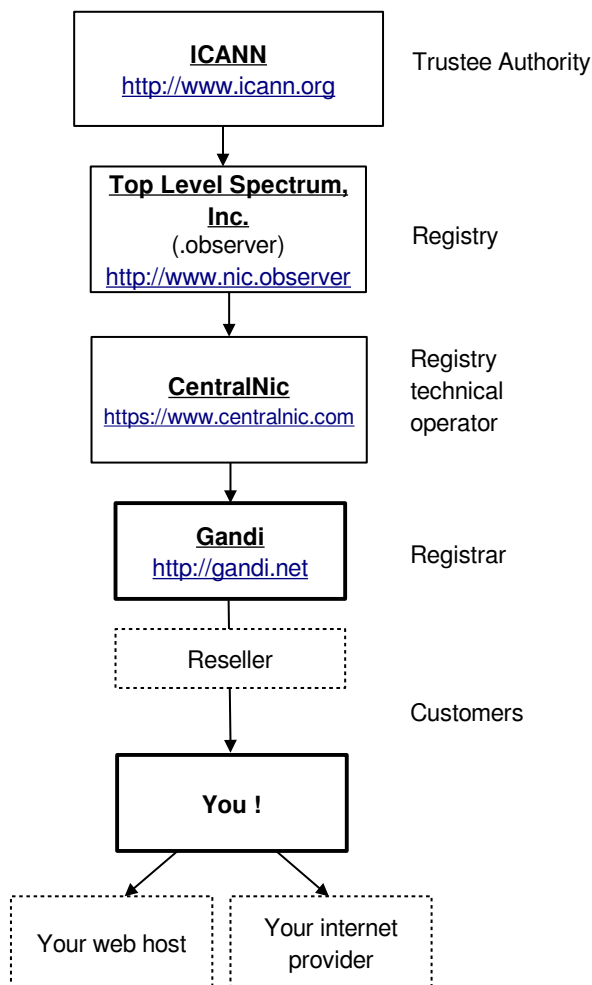 ICANN
http://www.icann.org
Trustee Authority
Top Level Spectrum,
Inc.
(.observer)
http://www.nic.observer
Registry
CentralNic
https://www.centralnic.com
Registry
technical
operator
Gandi
http://gandi.net
Registrar
Reseller
Customers
You !
Your web host
Your internet
provider